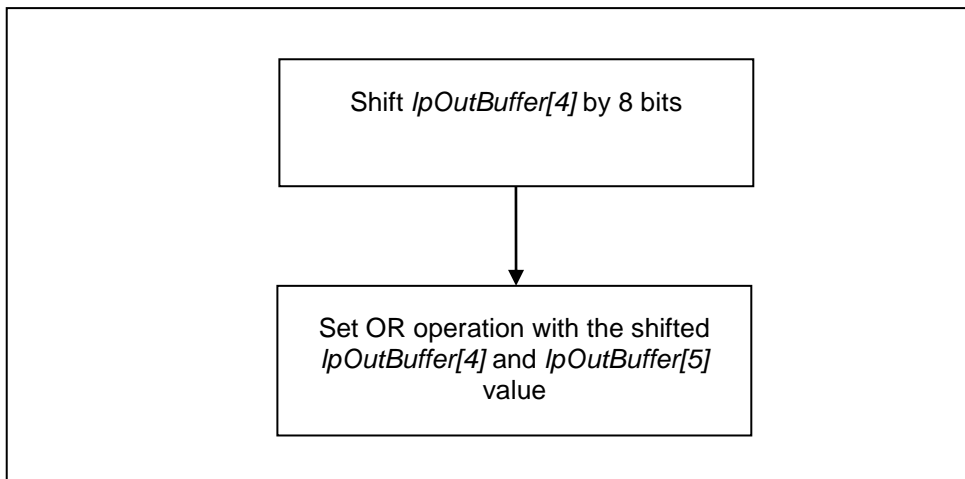 Shift lpOutBuffer[4] by 8 bits
Set OR operation with the shifted
lpOutBuffer[4] and lpOutBuffer[5]
value